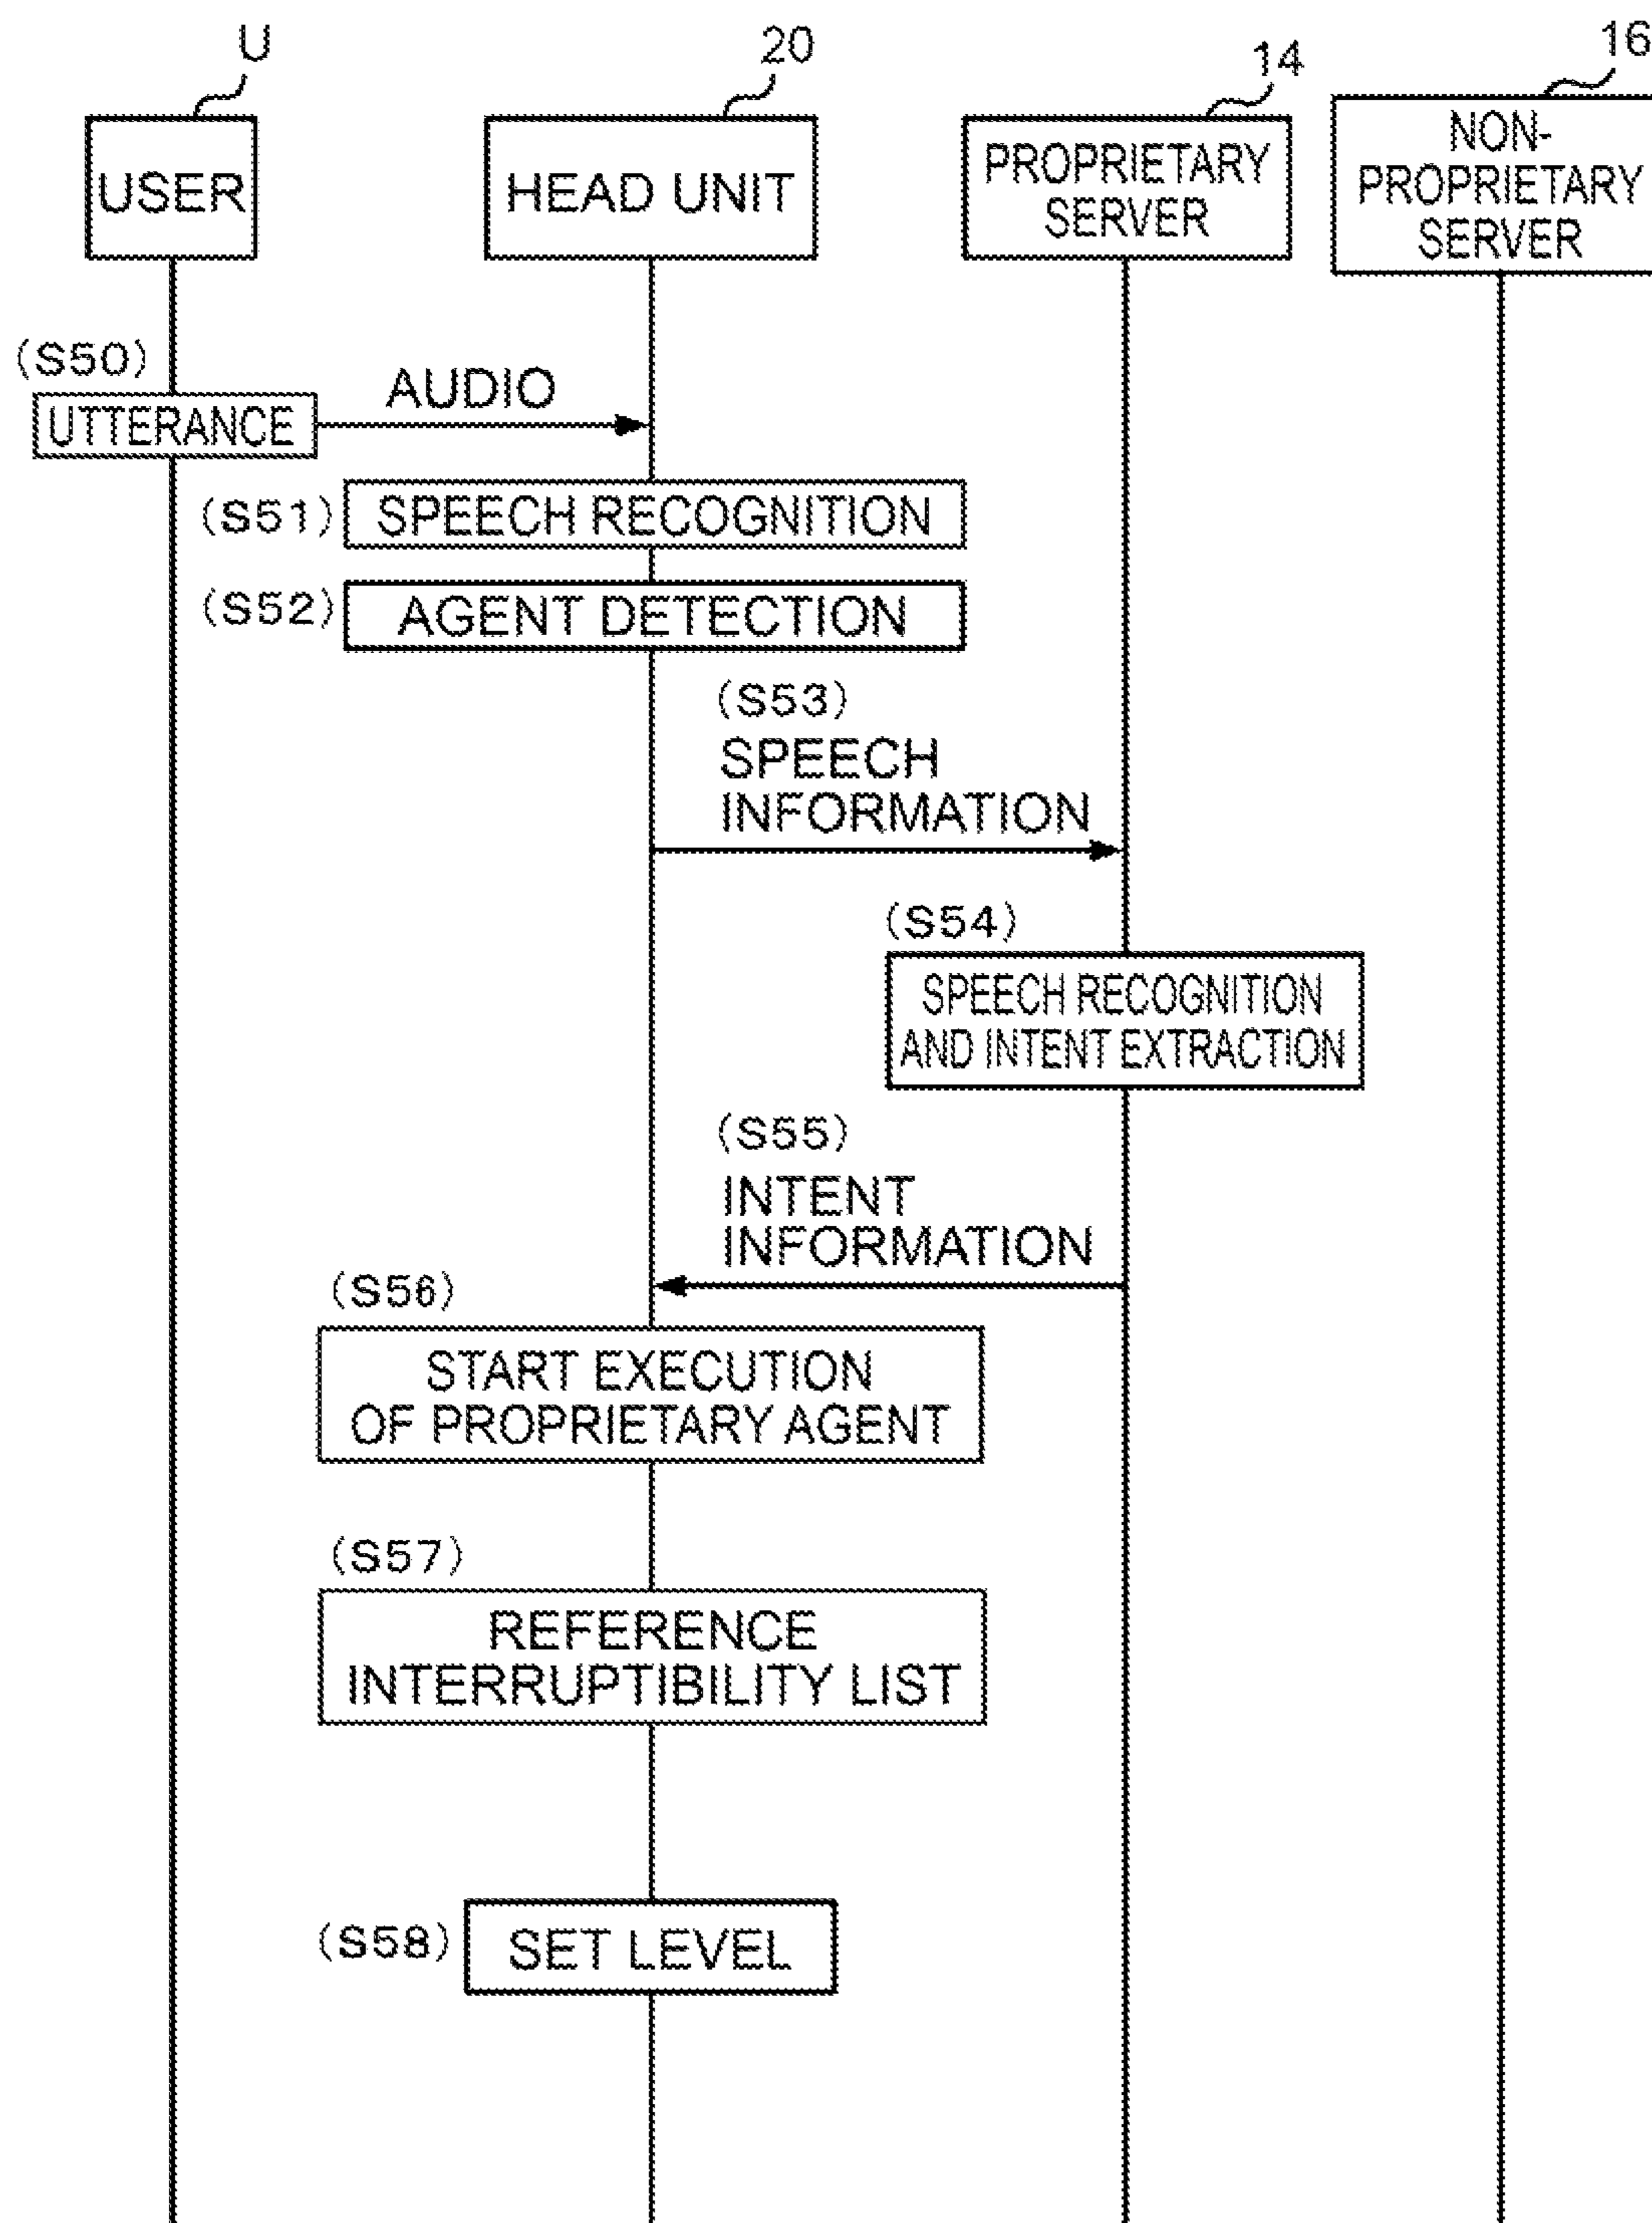 U
20
14
16
USER
HEAD UNIT
PROPRIETARY
SERVER
NON-
PROPRIETARY
SERVER
(S50)
UTTERANCE
AUDIO
(S51)
SPEECH RECOGNITION
(S52)
AGENT DETECTION
(S53)
SPEECH
INFORMATION
(S54)
SPEECH RECOGNITION
AND INTENT EXTRACTION
(S55)
INTENT
INFORMATION
(S56)
START EXECUTION
OF PROPRIETARY AGENT
(S57)
REFERENCE
INTERRUPTIBILITY LIST
(S58)
SET LEVEL